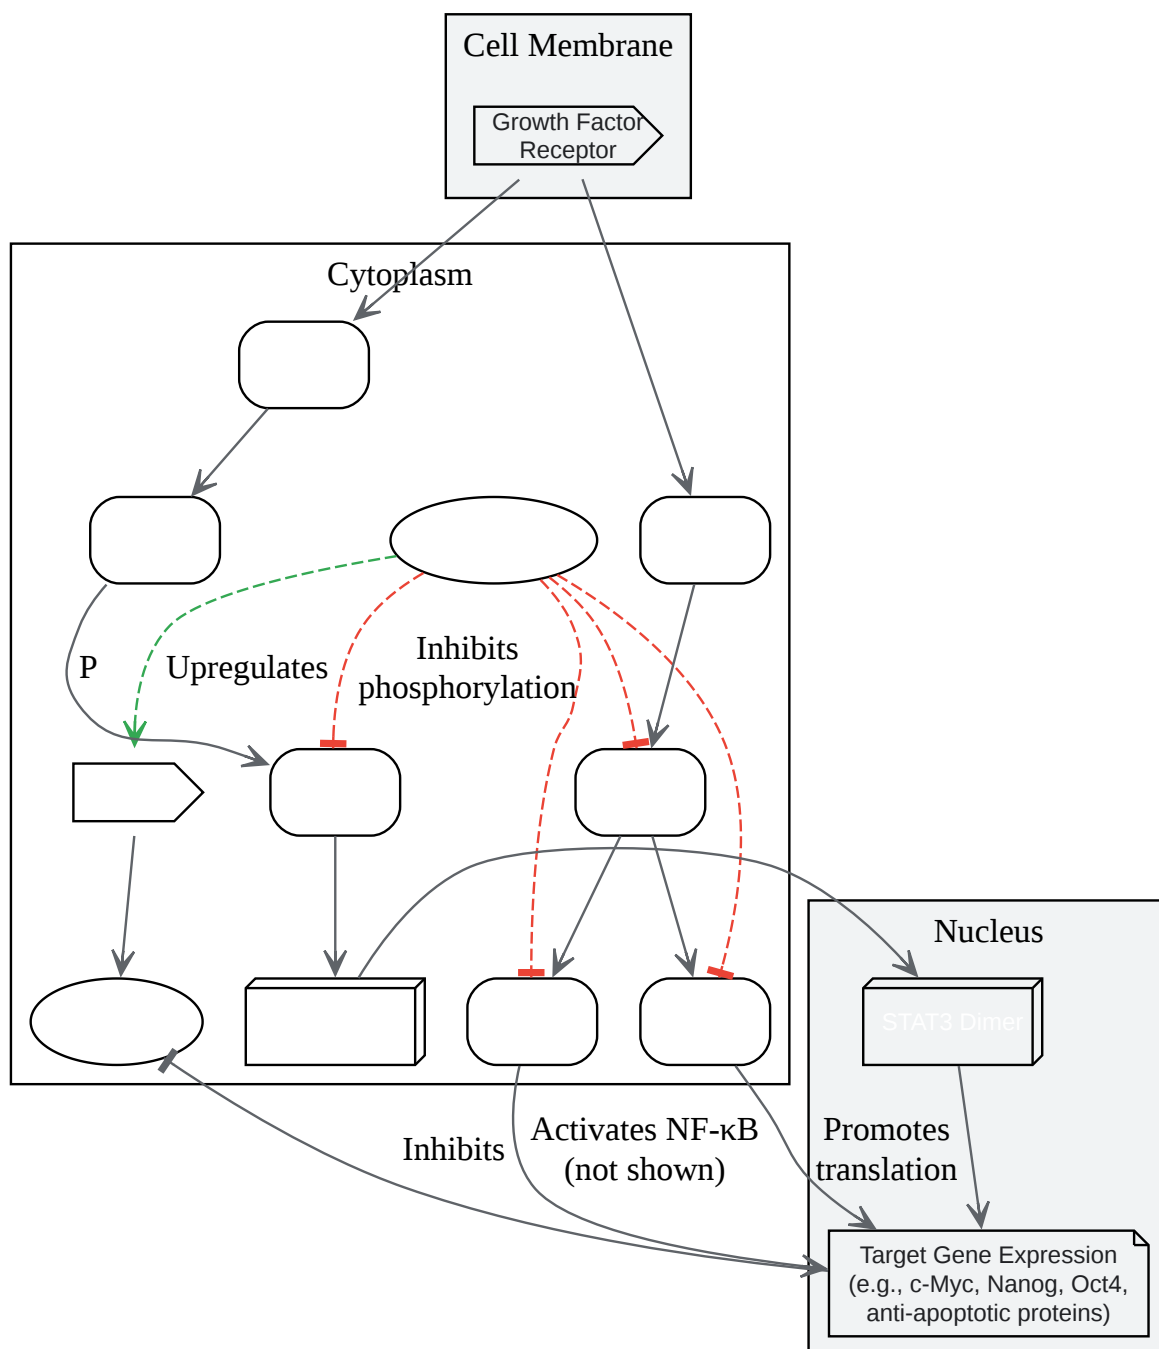 Cell Membrane
Growth Factor
Receptor
Cytoplasm
P
Upregulates
Inhibits
phosphorylation
Nucleus
STAT3 Dimer
Inhibits
Activates NF-κB
(not shown)
Promotes
translation
Target Gene Expression
(e.g., c-Myc, Nanog, Oct4,
anti-apoptotic proteins)